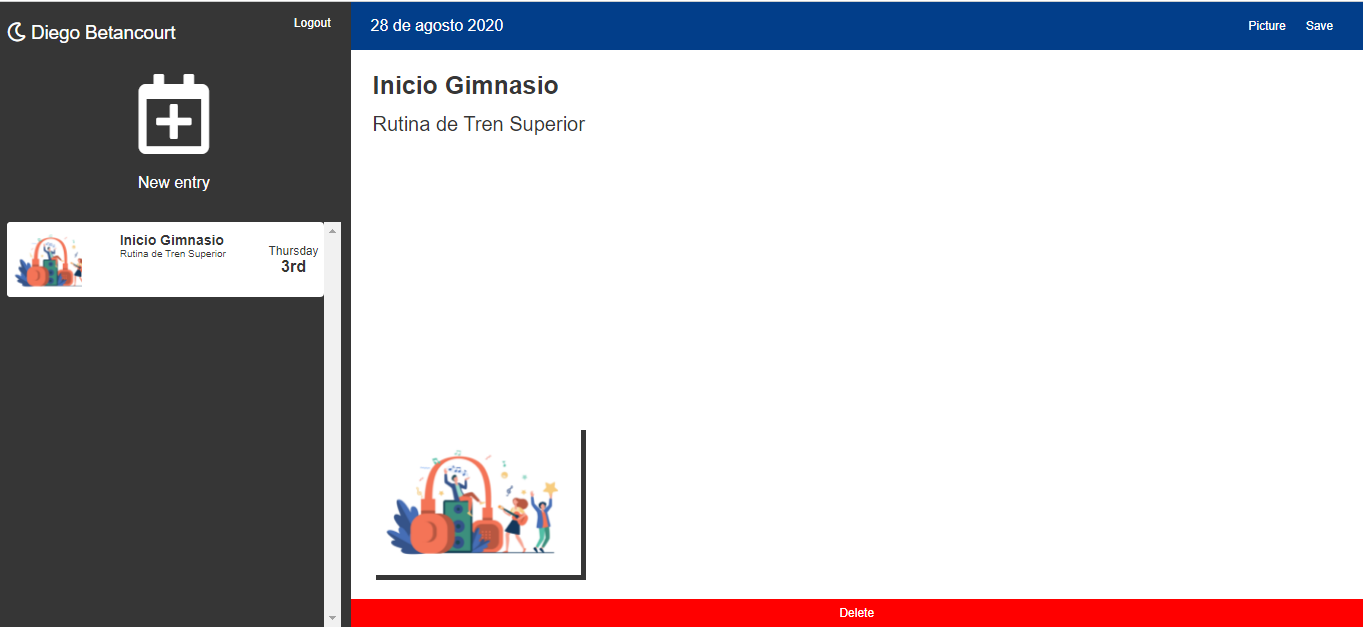 Diego Betancourt
Logout
New entry
Inicio Gimnasio
Rutina de Tren Superior
Thursday
3rd
28 de agosto 2020
Picture
Save
Inicio Gimnasio
Rutina de Tren Superior
Delete